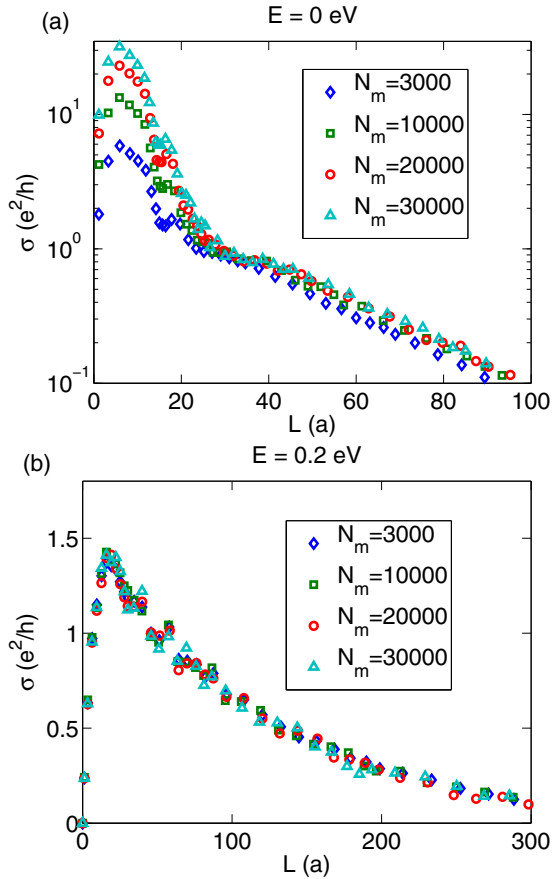 (a)
E = 0 eV
σ (e²/h)
10¹
10⁰
10⁻¹
N_m=3000
N_m=10000
N_m=20000
N_m=30000
0 20 40 60 80 100
L (a)
(b)
E = 0.2 eV
σ (e²/h)
1.5
1
0.5
0
N_m=3000
N_m=10000
N_m=20000
N_m=30000
0 100 200 300
L (a)